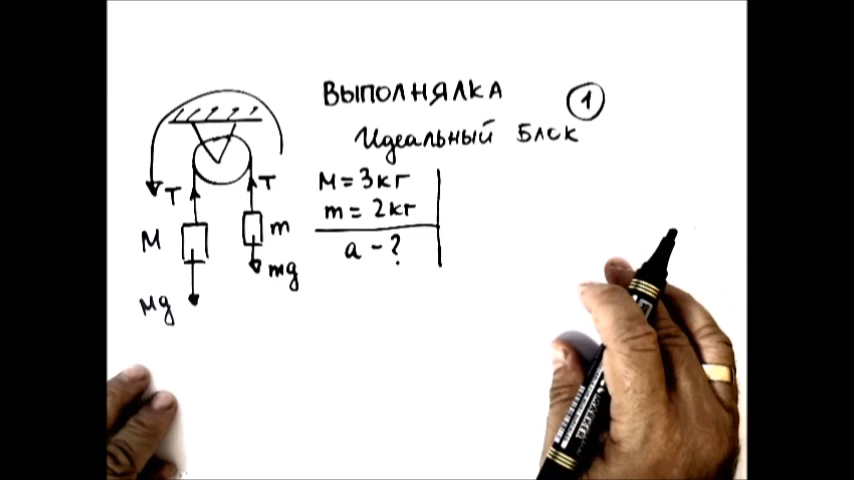 ВЫПОЛНЯЛКА
1
Идеальный блок
T
T
M = 3кг
m = 2кг
a - ?
M
m
mg
Mg